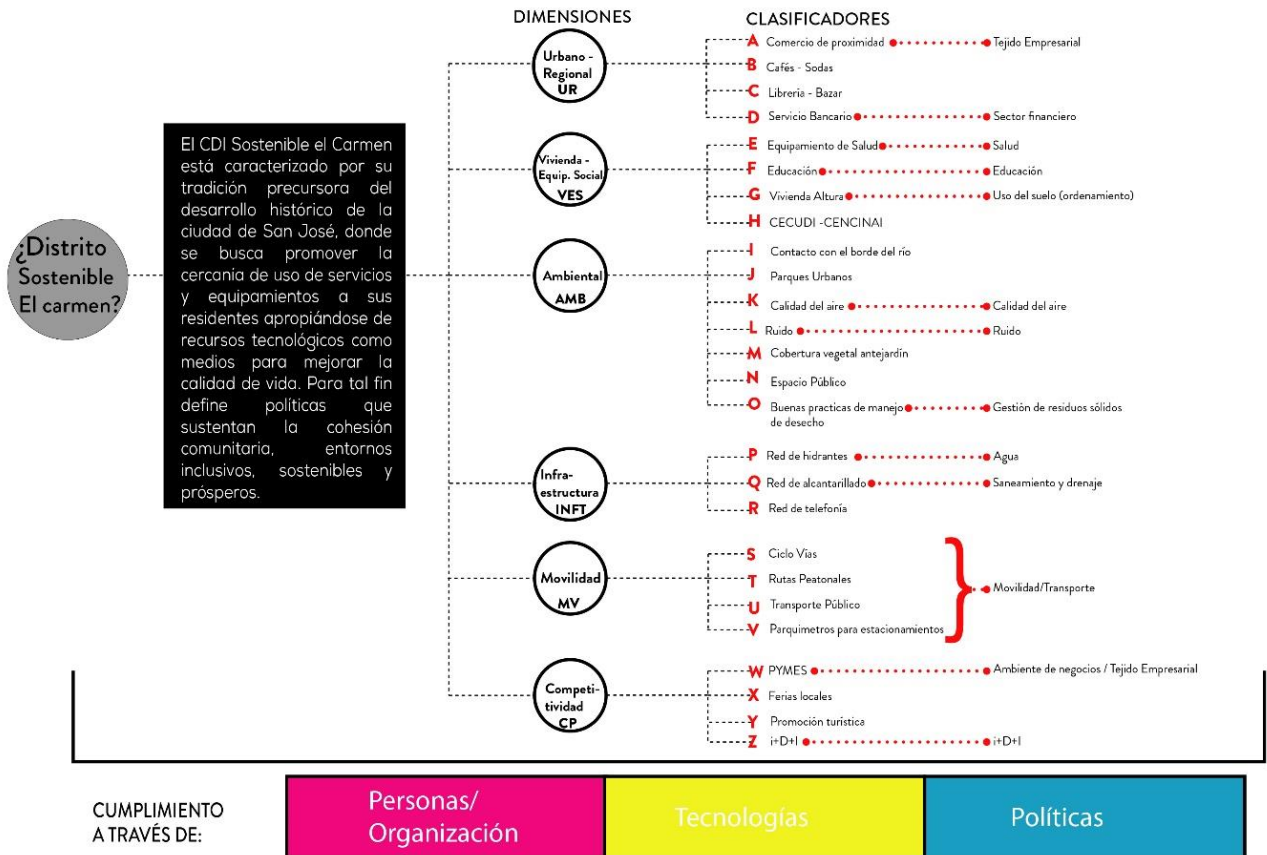 DIMENSIONES
CLASIFICADORES
¿Distrito
Sostenible
El carmen?
El CDI Sostenible el Carmen
está caracterizado por su
tradición precursora del
desarrollo histórico de la
ciudad de San José, donde
se busca promover la
cercanía de uso de servicios
y equipamientos a sus
residentes apropiándose de
recursos tecnológicos como
medios para mejorar la
calidad de vida. Para tal fin
define políticas que
sustentan la cohesión
comunitaria, entornos
inclusivos, sostenibles y
prósperos.
Urbano -
Regional
UR
A Comercio de proximidad Tejido Empresarial
B Cafés - Sodas
C Librería - Bazar
D Servicio Bancario Sector financiero
Vivienda -
Equip. Social
VES
E Equipamiento de Salud Salud
F Educación Educación
G Vivienda Altura Uso del suelo (ordenamiento)
H CECUDI -CENCINAI
Ambiental
AMB
I Contacto con el borde del río
J Parques Urbanos
K Calidad del aire Calidad del aire
L Ruido Ruido
M Cobertura vegetal antejardín
N Espacio Público
O Buenas practicas de manejo Gestión de residuos sólidos
de desecho
Infra-
estructura
INFT
P Red de hidrantes Agua
Q Red de alcantarillado Saneamiento y drenaje
R Red de telefonía
Movilidad
MV
S Ciclo Vías
T Rutas Peatonales
U Transporte Público
V Parquimetros para estacionamientos
Movilidad/Transporte
Competi-
tividad
CP
W PYMES Ambiente de negocios / Tejido Empresarial
X Ferias locales
Y Promoción turística
Z i+D+I i+D+I
CUMPLIMIENTO
A TRAVÉS DE:
Personas/
Organización
Tecnologías
Políticas